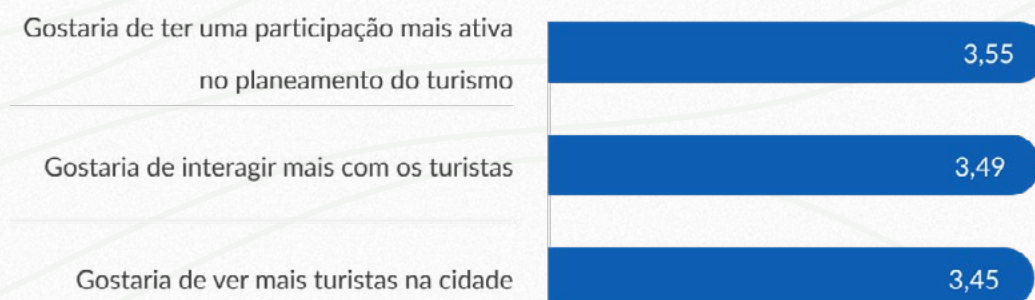 Gostaria de ter uma participação mais ativa
no planeamento do turismo
3,55
Gostaria de interagir mais com os turistas
3,49
Gostaria de ver mais turistas na cidade
3,45